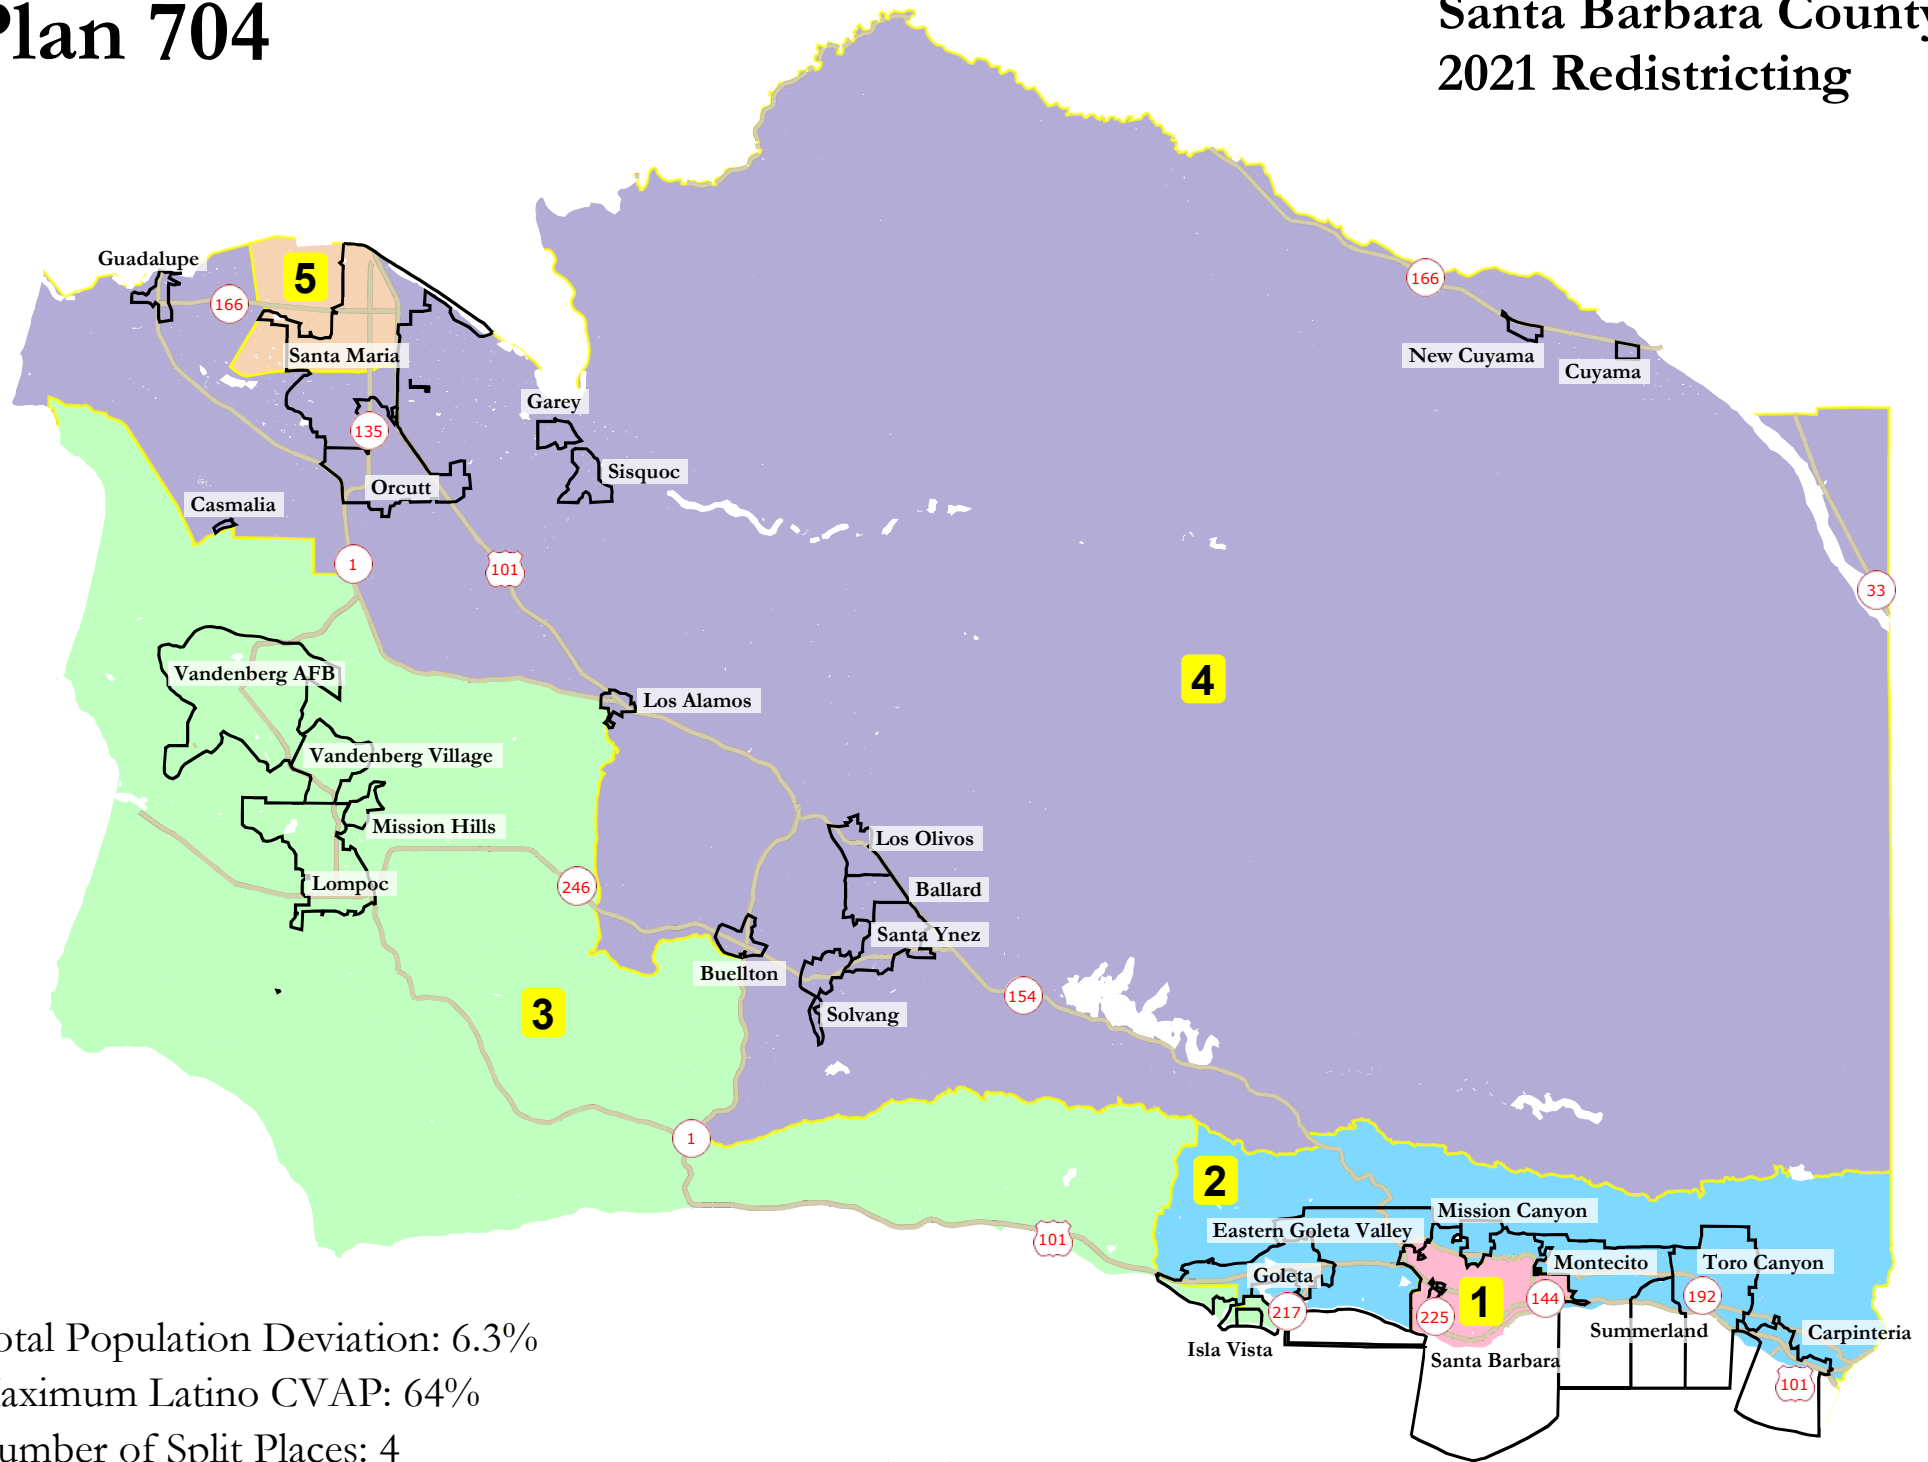 Plan 704
Santa Barbara County
2021 Redistricting
Guadalupe
5
166
166
Santa Maria
New Cuyama
Cuyama
Garey
135
Sisquoc
Orcutt
Casmalia
1
101
33
Vandenberg AFB
4
Los Alamos
Vandenberg Village
Mission Hills
Los Olivos
Lompoc
246
Ballard
Santa Ynez
Buellton
154
3
Solvang
1
2
Mission Canyon
Eastern Goleta Valley
101
Goleta
Montecito
Toro Canyon
217
225
1
144
192
Isla Vista
Summerland
Carpinteria
Santa Barbara
101
otal Population Deviation: 6.3%
aximum Latino CVAP: 64%
umber of Split Places: 4